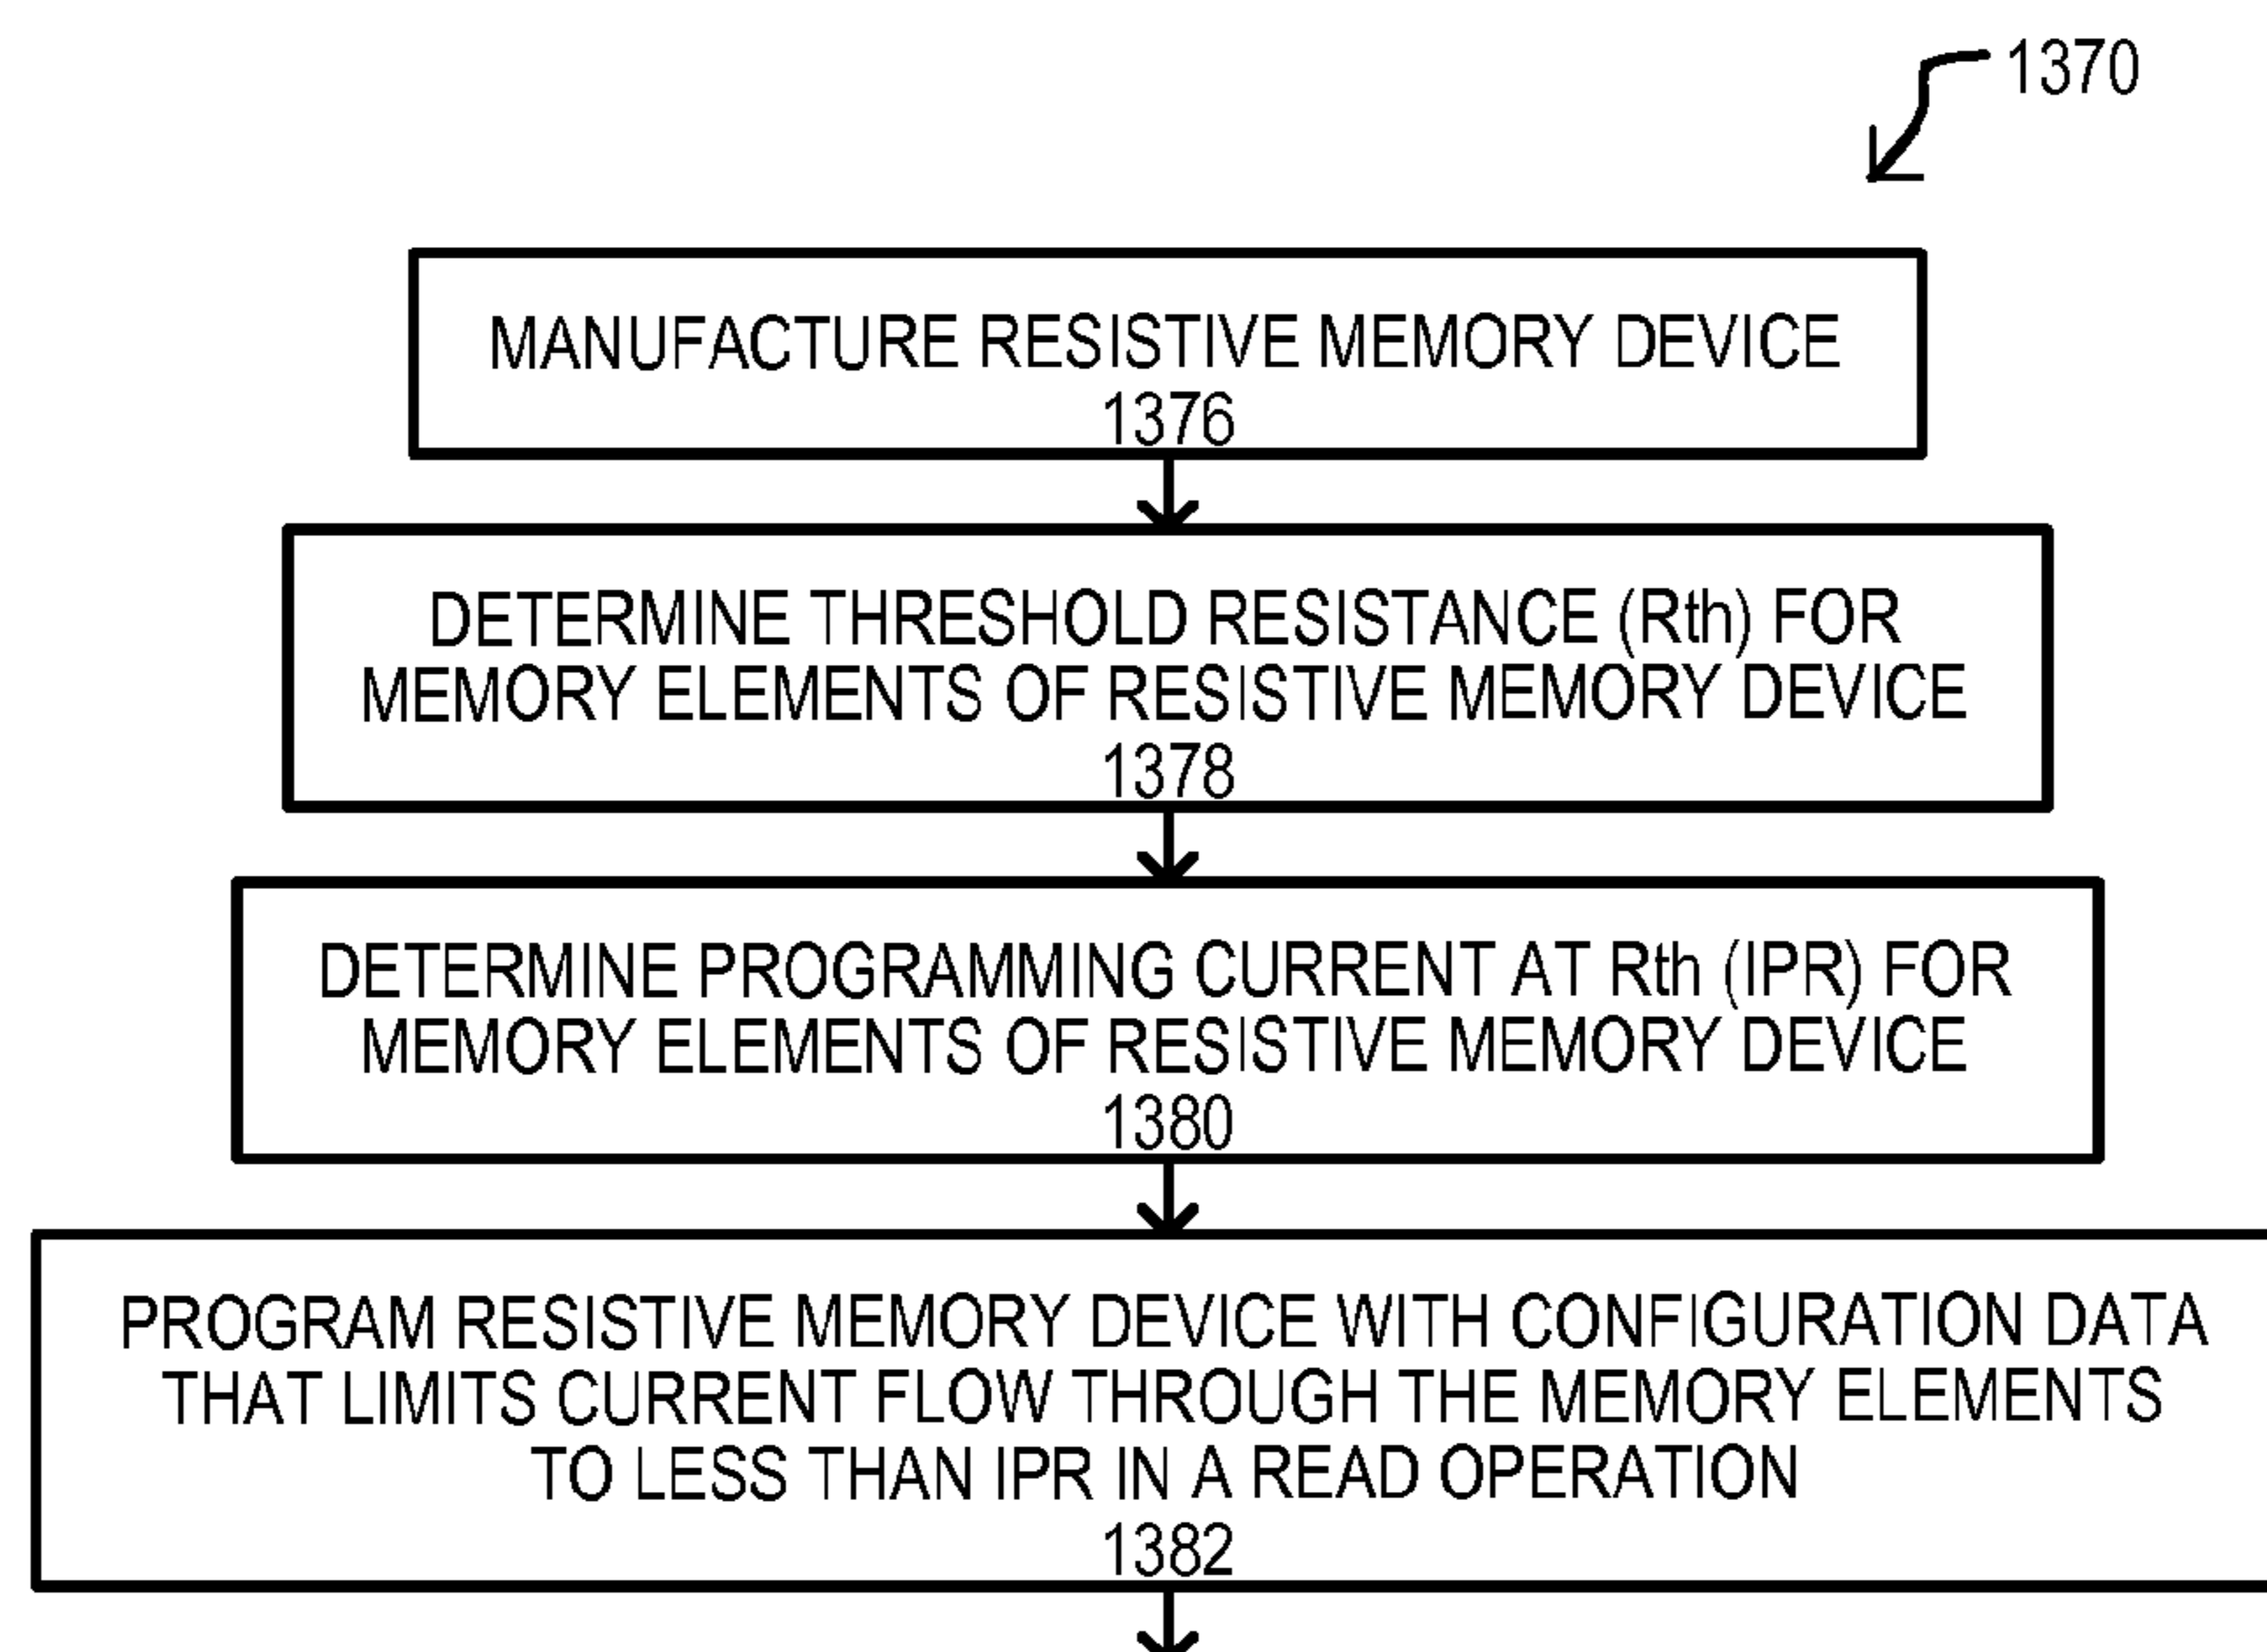 1370
MANUFACTURE RESISTIVE MEMORY DEVICE
1376
DETERMINE THRESHOLD RESISTANCE (Rth) FOR
MEMORY ELEMENTS OF RESISTIVE MEMORY DEVICE
1378
DETERMINE PROGRAMMING CURRENT AT Rth (IPR) FOR
MEMORY ELEMENTS OF RESISTIVE MEMORY DEVICE
1380
PROGRAM RESISTIVE MEMORY DEVICE WITH CONFIGURATION DATA
THAT LIMITS CURRENT FLOW THROUGH THE MEMORY ELEMENTS
TO LESS THAN IPR IN A READ OPERATION
1382